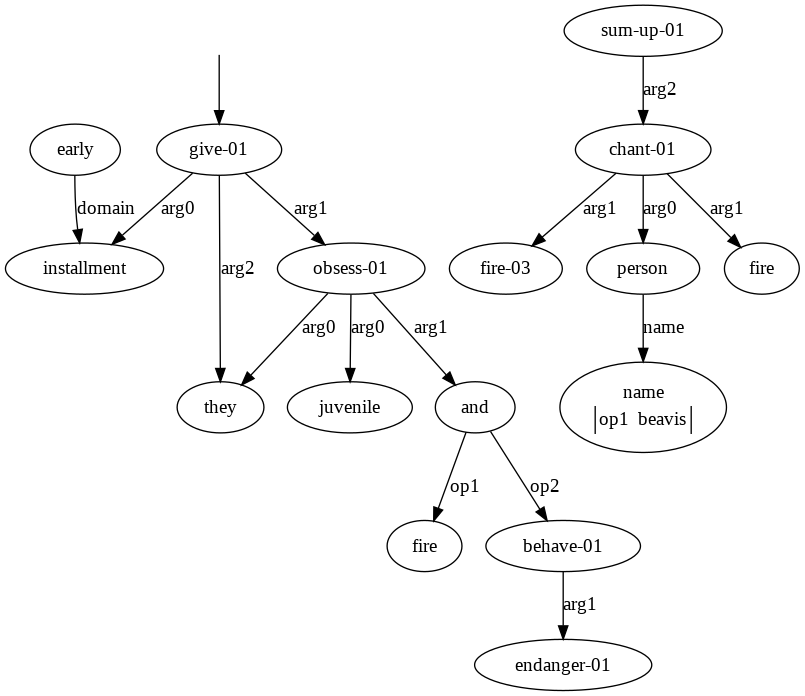 sum-up-01
arg2
early
give-01
chant-01
domain
arg0
arg1
arg1
arg0
arg1
installment
arg2
obsess-01
fire-03
person
fire
arg0
arg0
arg1
name
they
juvenile
and
name
op1 beavis
op1
op2
fire
behave-01
arg1
endanger-01